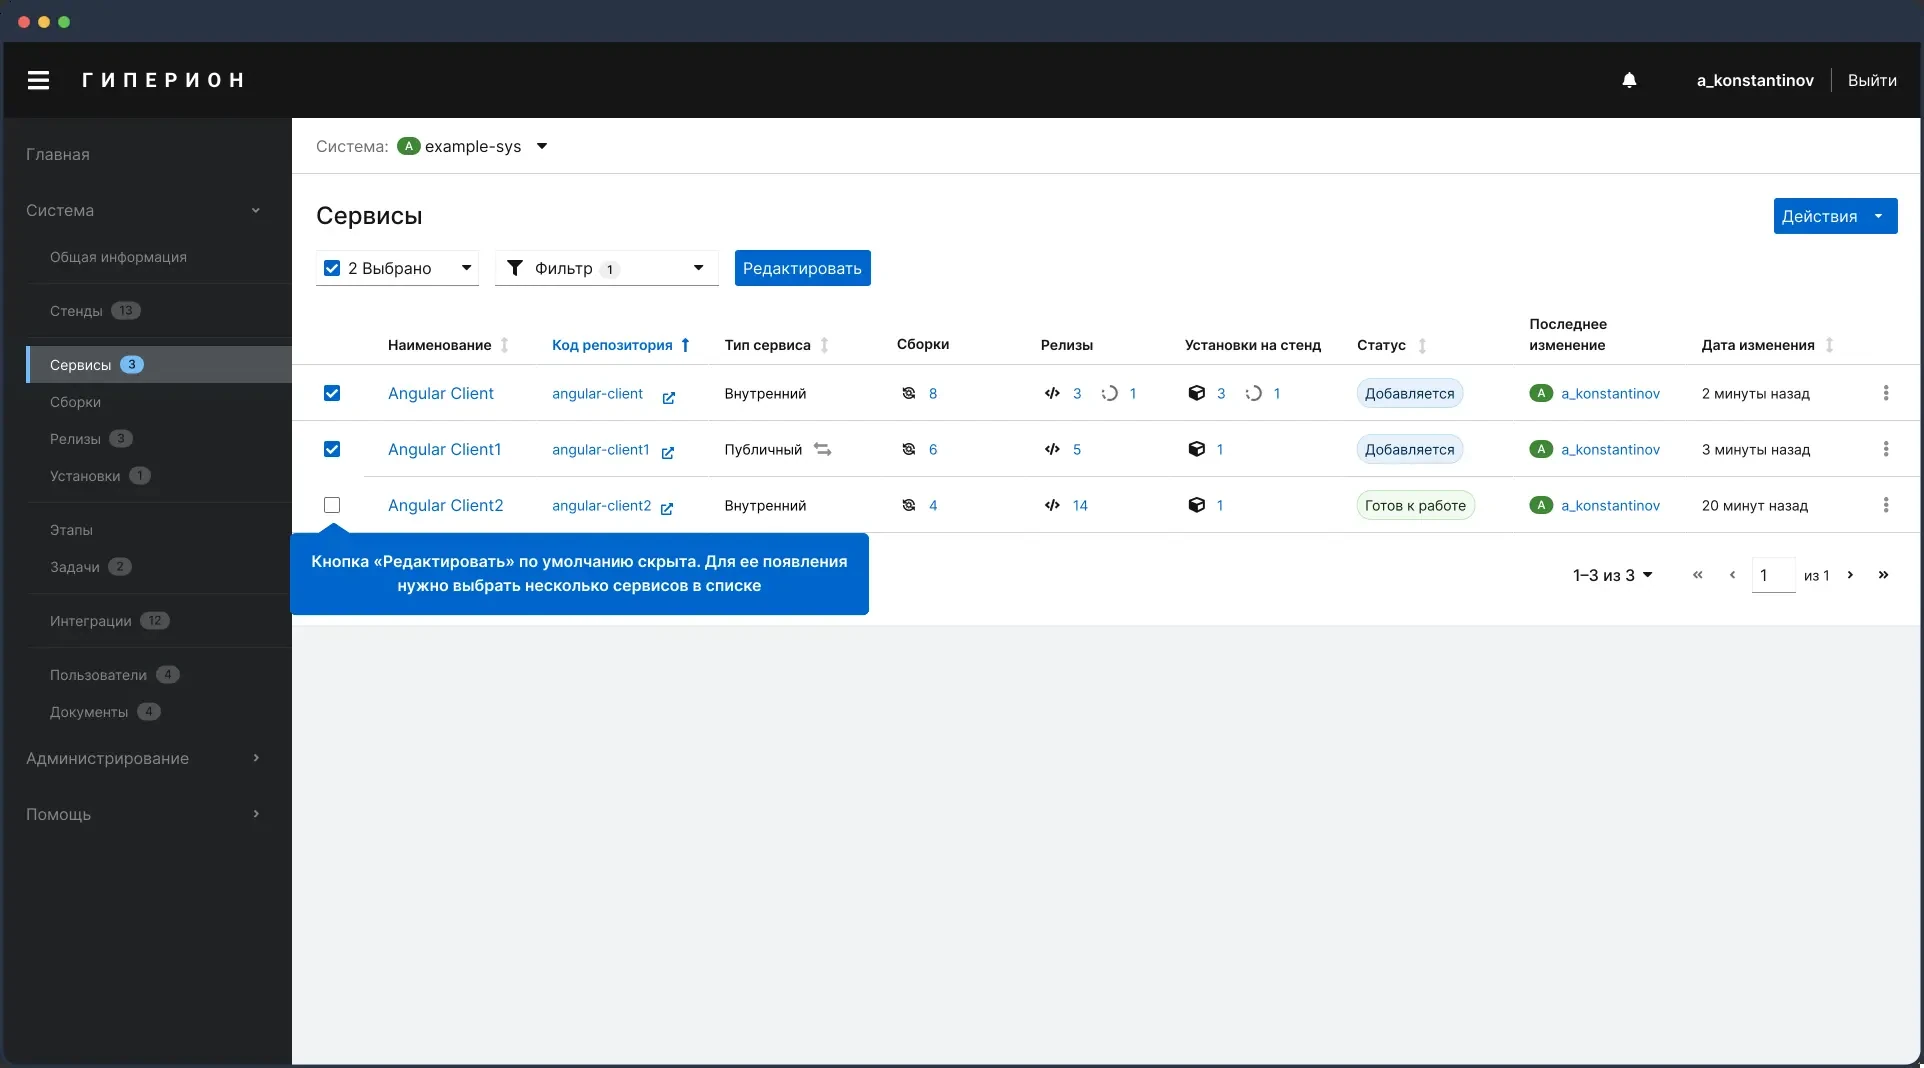 ГИПЕРИОН
a_konstantinov
Выйти
Главная
Система
Общая информация
Стенды 13
Сервисы 3
Сборки
Релизы 3
Установки 1
Этапы
Задачи 2
Интеграции 12
Пользователи 4
Документы 4
Администрирование
Помощь
Система: A example-sys
Сервисы
Действия
2 Выбрано
Фильтр 1
Редактировать
Наименование Код репозитория Тип сервиса Сборки Релизы Установки на стенд Статус Последнее изменение Дата изменения
Angular Client angular-client Внутренний 8 3 1 3 1 Добавляется A a_konstantinov 2 минуты назад
Angular Client1 angular-client1 Публичный 6 5 1 Добавляется A a_konstantinov 3 минуты назад
Angular Client2 angular-client2 Внутренний 4 14 1 Готов к работе A a_konstantinov 20 минут назад
Кнопка «Редактировать» по умолчанию скрыта. Для ее появления
нужно выбрать несколько сервисов в списке
1–3 из 3 « ‹ 1 из 1 › »